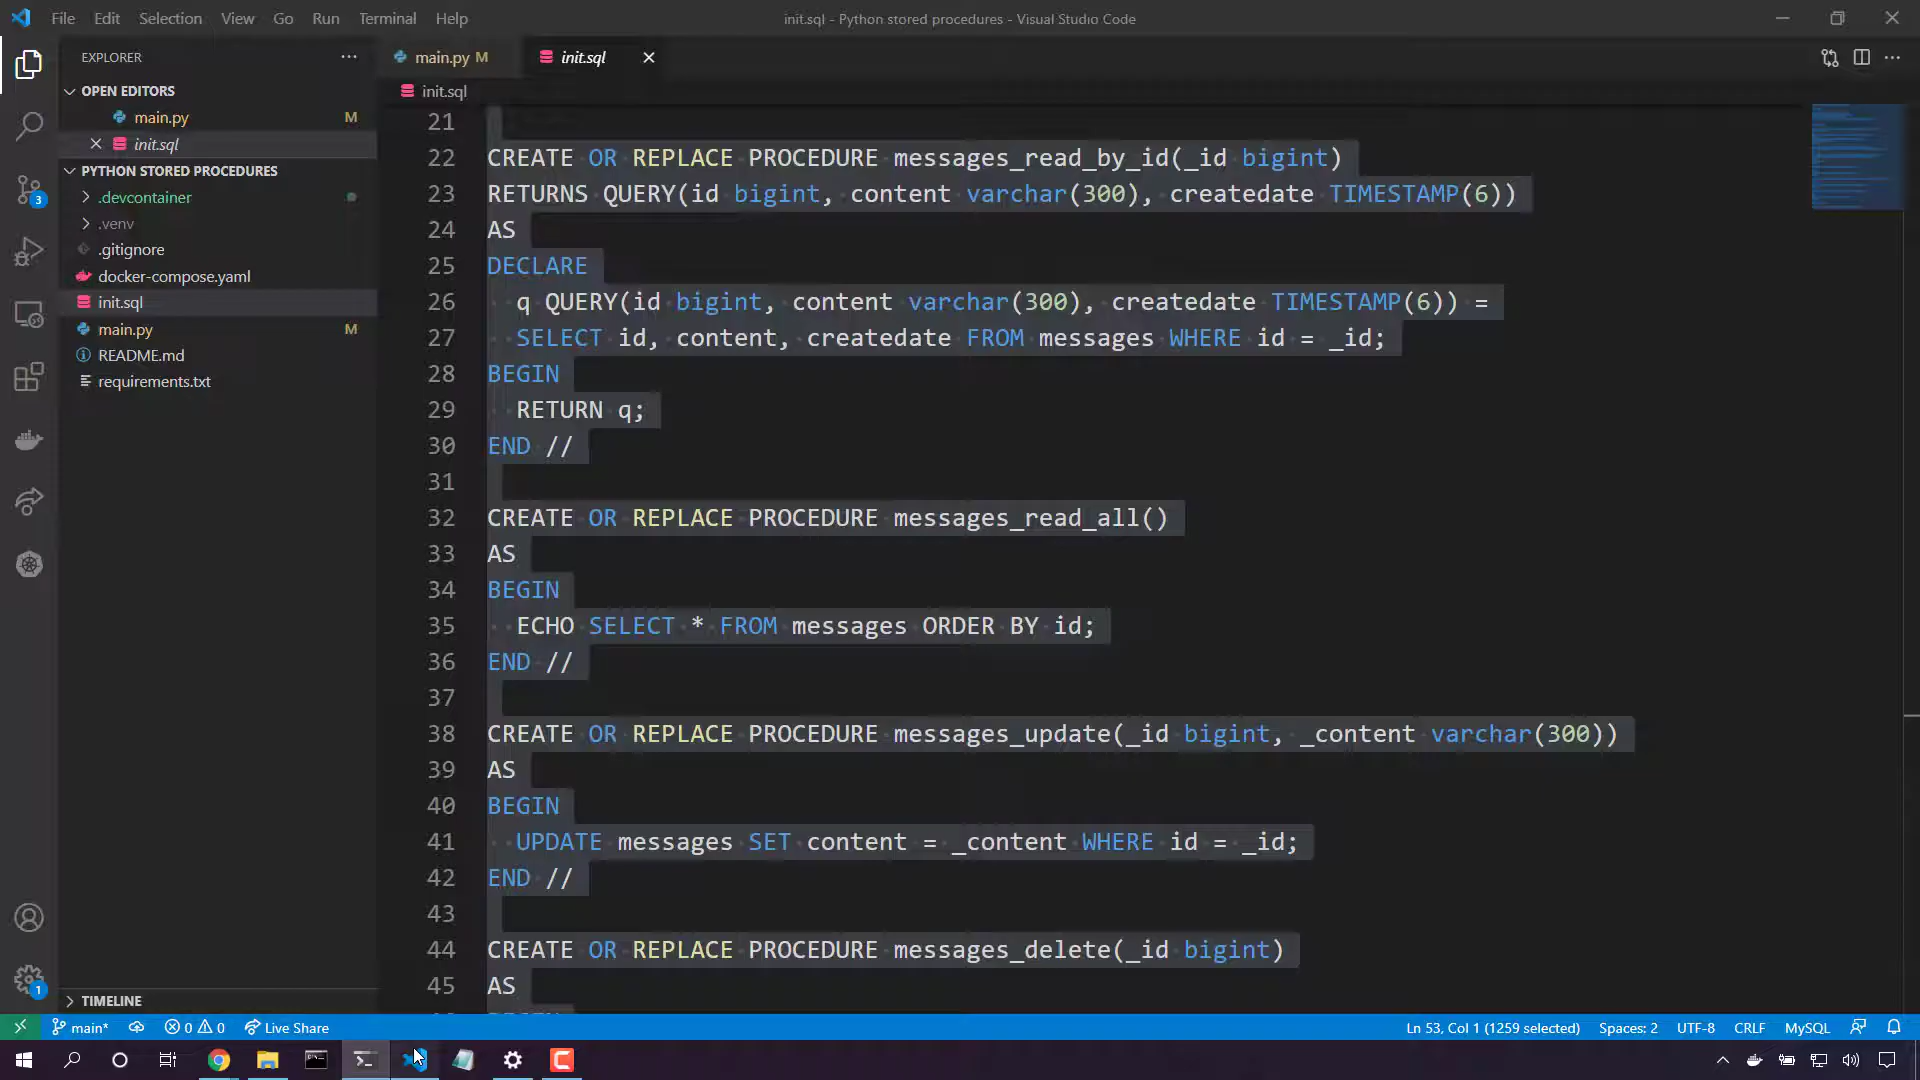 File Edit Selection View Go Run Terminal Help
init.sql - Python stored procedures - Visual Studio Code
EXPLORER
OPEN EDITORS
main.py M
init.sql
PYTHON STORED PROCEDURES
.devcontainer
.venv
.gitignore
docker-compose.yaml
init.sql
main.py M
README.md
requirements.txt
TIMELINE
3
1
main.py M
init.sql
init.sql
21
22 CREATE OR REPLACE PROCEDURE messages_read_by_id(_id bigint)
23 RETURNS QUERY(id bigint, content varchar(300), createdate TIMESTAMP(6))
24 AS
25 DECLARE
26 q QUERY(id bigint, content varchar(300), createdate TIMESTAMP(6)) =
27 SELECT id, content, createdate FROM messages WHERE id = _id;
28 BEGIN
29 RETURN q;
30 END //
31
32 CREATE OR REPLACE PROCEDURE messages_read_all()
33 AS
34 BEGIN
35 ECHO SELECT * FROM messages ORDER BY id;
36 END //
37
38 CREATE OR REPLACE PROCEDURE messages_update(_id bigint, _content varchar(300))
39 AS
40 BEGIN
41 UPDATE messages SET content = _content WHERE id = _id;
42 END //
43
44 CREATE OR REPLACE PROCEDURE messages_delete(_id bigint)
45 AS
main* 0 0 Live Share
Ln 53, Col 1 (1259 selected) Spaces: 2 UTF-8 CRLF MySQL